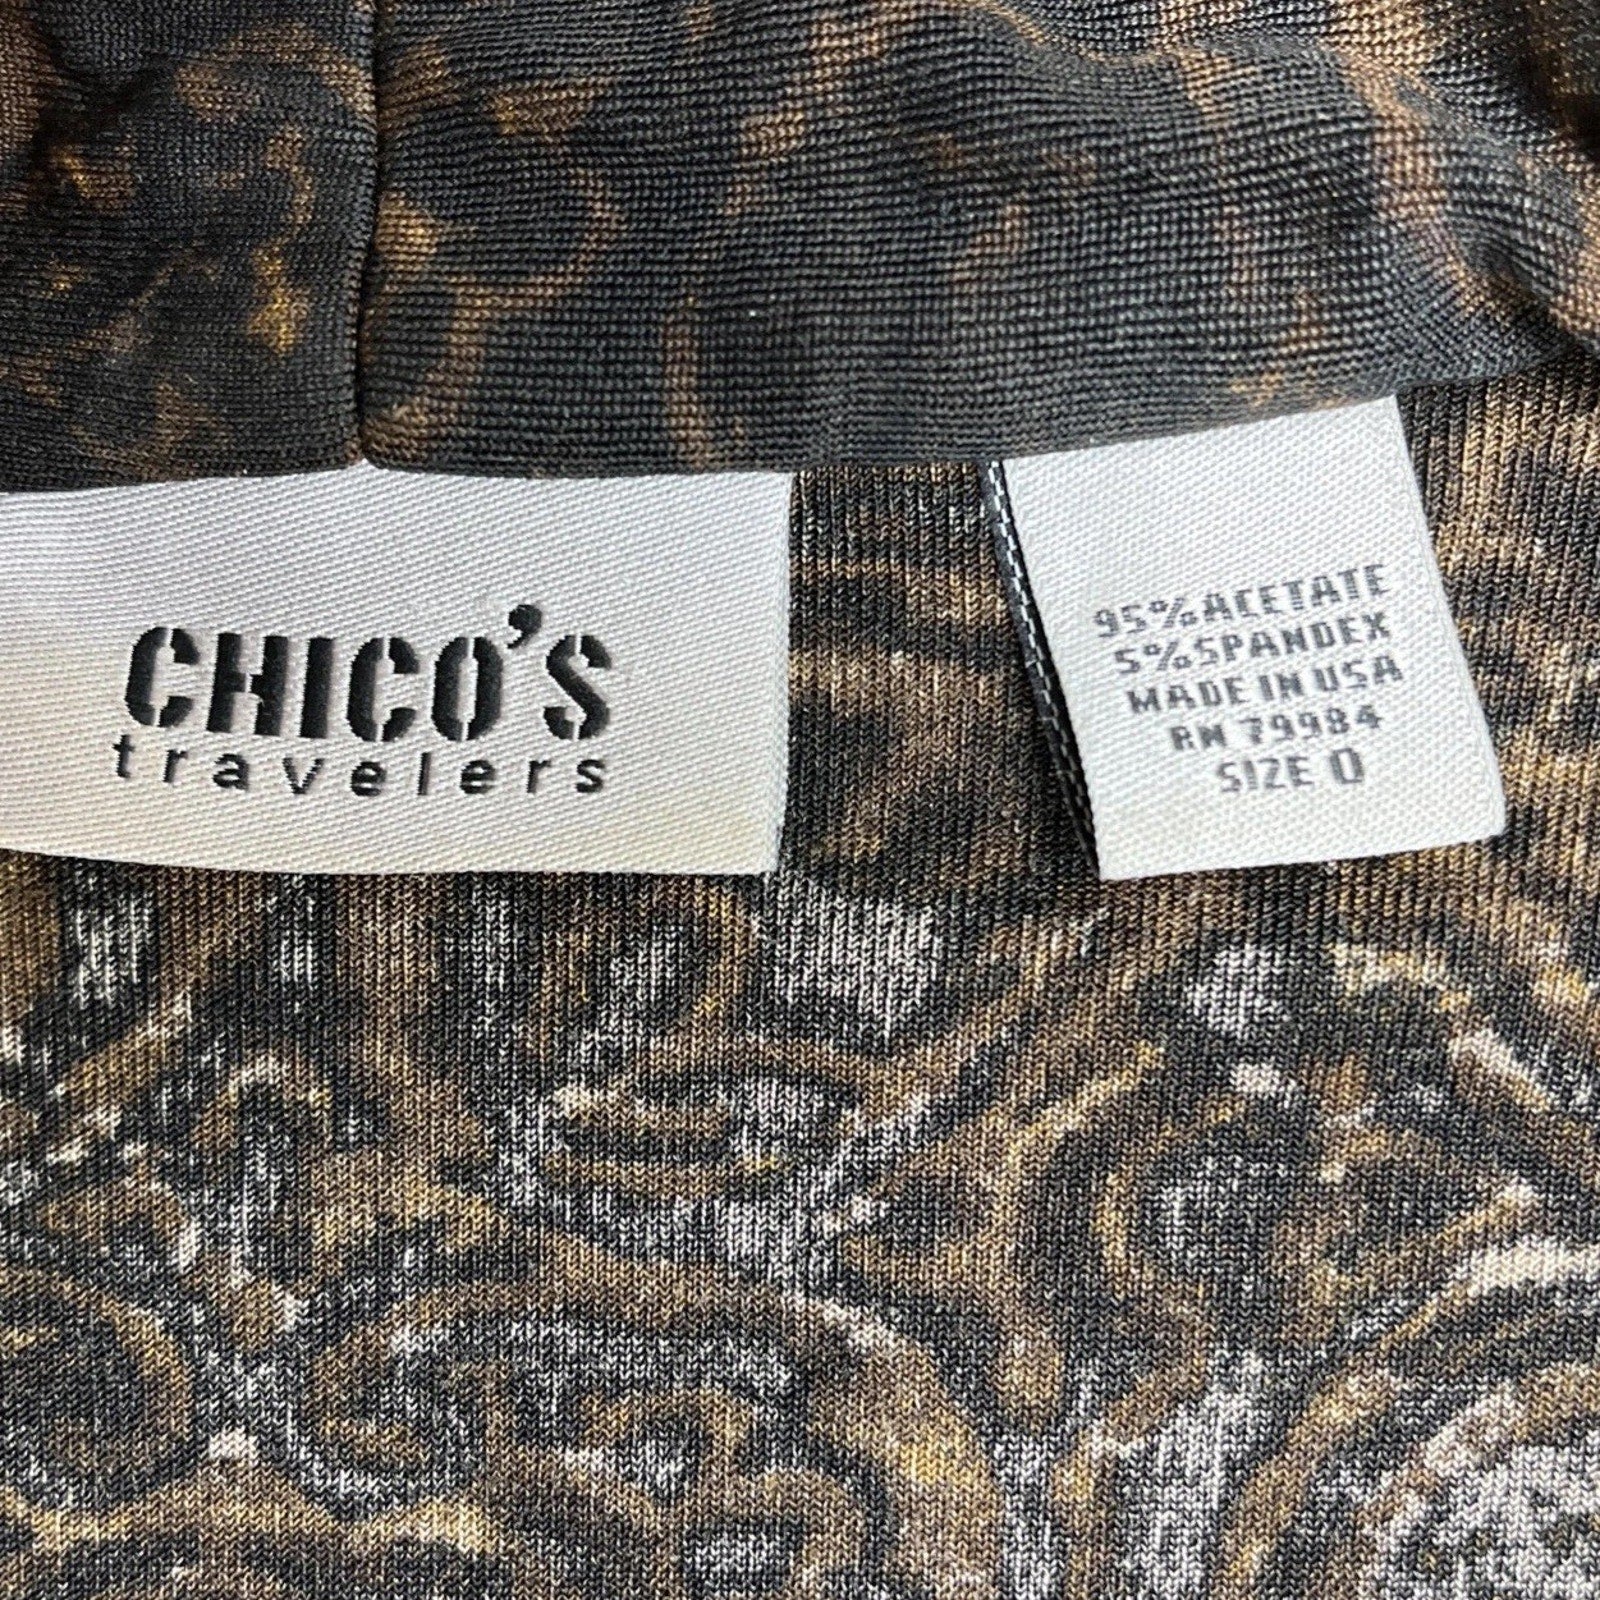 CHICO'S
travelers
95% ACETATE
5% SPANDEX
MADE IN USA
RN 79984
SIZE 0